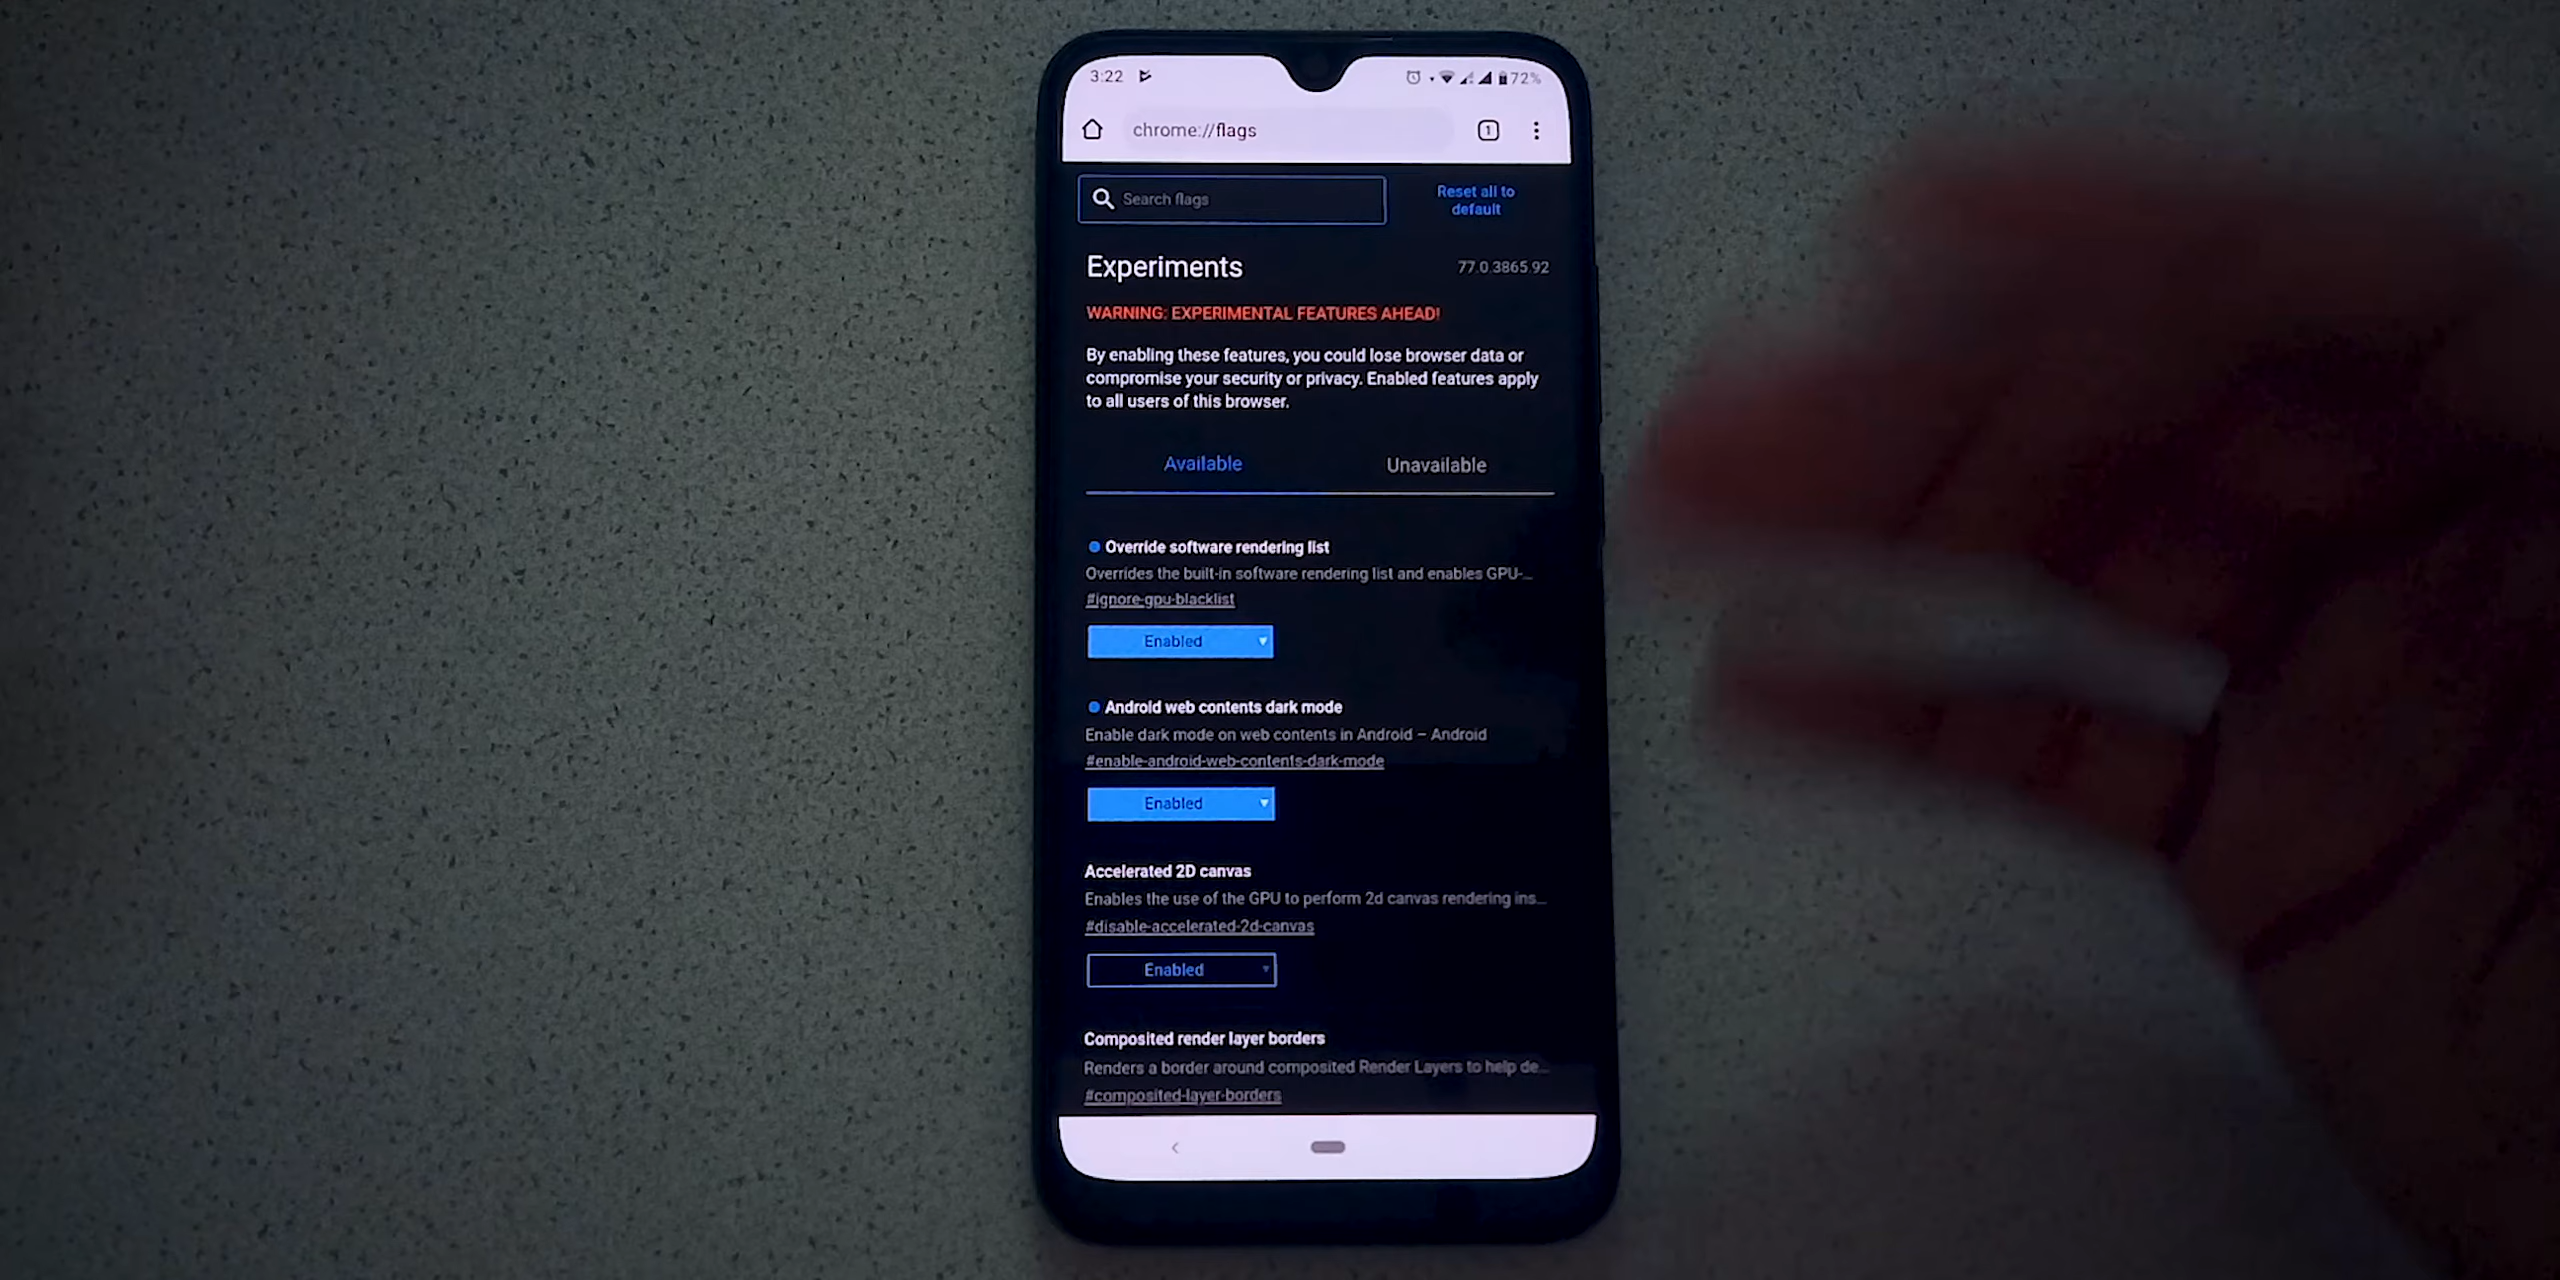 3:22
72%
chrome://flags
1
Search flags
Reset all to
default
Experiments
77.0.3865.92
WARNING: EXPERIMENTAL FEATURES AHEAD!
By enabling these features, you could lose browser data or
compromise your security or privacy. Enabled features apply
to all users of this browser.
Available
Unavailable
Override software rendering list
Overrides the built-in software rendering list and enables GPU-...
#ignore-gpu-blacklist
Enabled
Android web contents dark mode
Enable dark mode on web contents in Android – Android
#enable-android-web-contents-dark-mode
Enabled
Accelerated 2D canvas
Enables the use of the GPU to perform 2d canvas rendering ins...
#disable-accelerated-2d-canvas
Enabled
Composited render layer borders
Renders a border around composited Render Layers to help de...
#composited-layer-borders